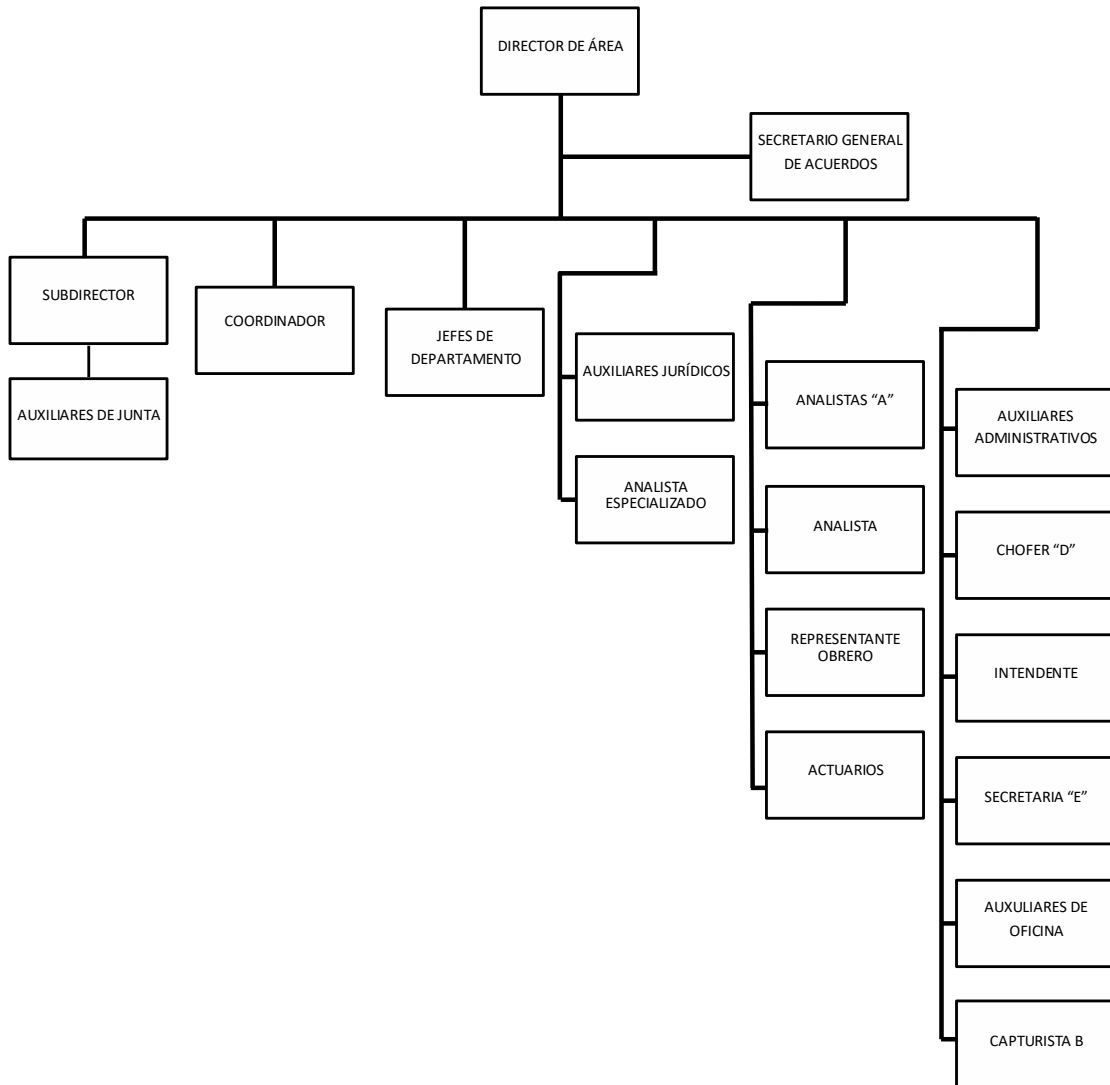 DIRECTOR DE ÁREA
SECRETARIO GENERAL
DE ACUERDOS
SUBDIRECTOR
AUXILIARES DE JUNTA
COORDINADOR
JEFES DE
DEPARTAMENTO
AUXILIARES JURÍDICOS
ANALISTA
ESPECIALIZADO
ANALISTAS “A”
ANALISTA
REPRESENTANTE
OBRERO
ACTUARIOS
AUXILIARES
ADMINISTRATIVOS
CHOFER “D”
INTENDENTE
SECRETARIA “E”
AUXULIARES DE
OFICINA
CAPTURISTA B